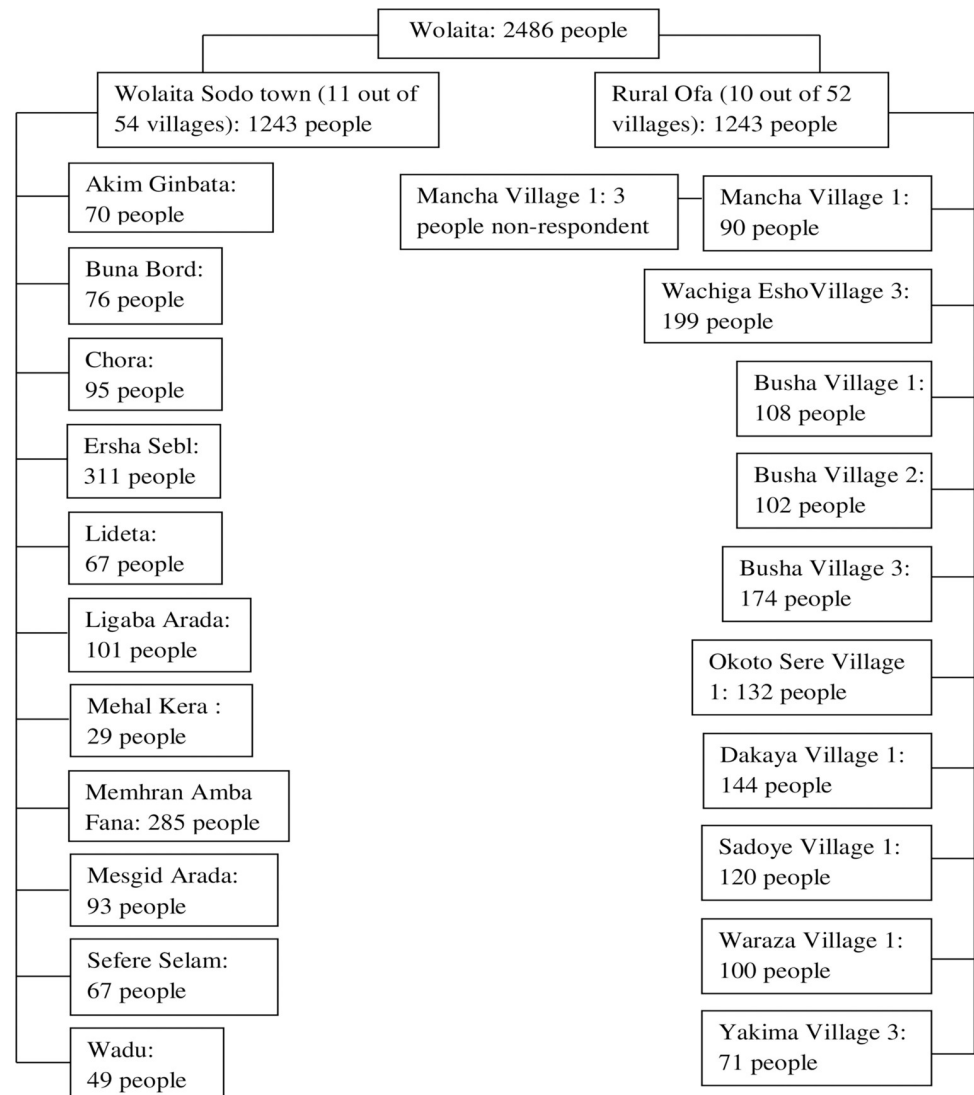 Wolaita: 2486 people
Wolaita Sodo town (11 out of
54 villages): 1243 people
Rural Ofa (10 out of 52
villages): 1243 people
Akim Ginbata:
70 people
Buna Bord:
76 people
Chora:
95 people
Ersha Sebl:
311 people
Lideta:
67 people
Ligaba Arada:
101 people
Mehal Kera :
29 people
Memhran Amba
Fana: 285 people
Mesgid Arada:
93 people
Sefere Selam:
67 people
Wadu:
49 people
Mancha Village 1: 3
people non-respondent
Mancha Village 1:
90 people
Wachiga EshoVillage 3:
199 people
Busha Village 1:
108 people
Busha Village 2:
102 people
Busha Village 3:
174 people
Okoto Sere Village
1: 132 people
Dakaya Village 1:
144 people
Sadoye Village 1:
120 people
Waraza Village 1:
100 people
Yakima Village 3:
71 people